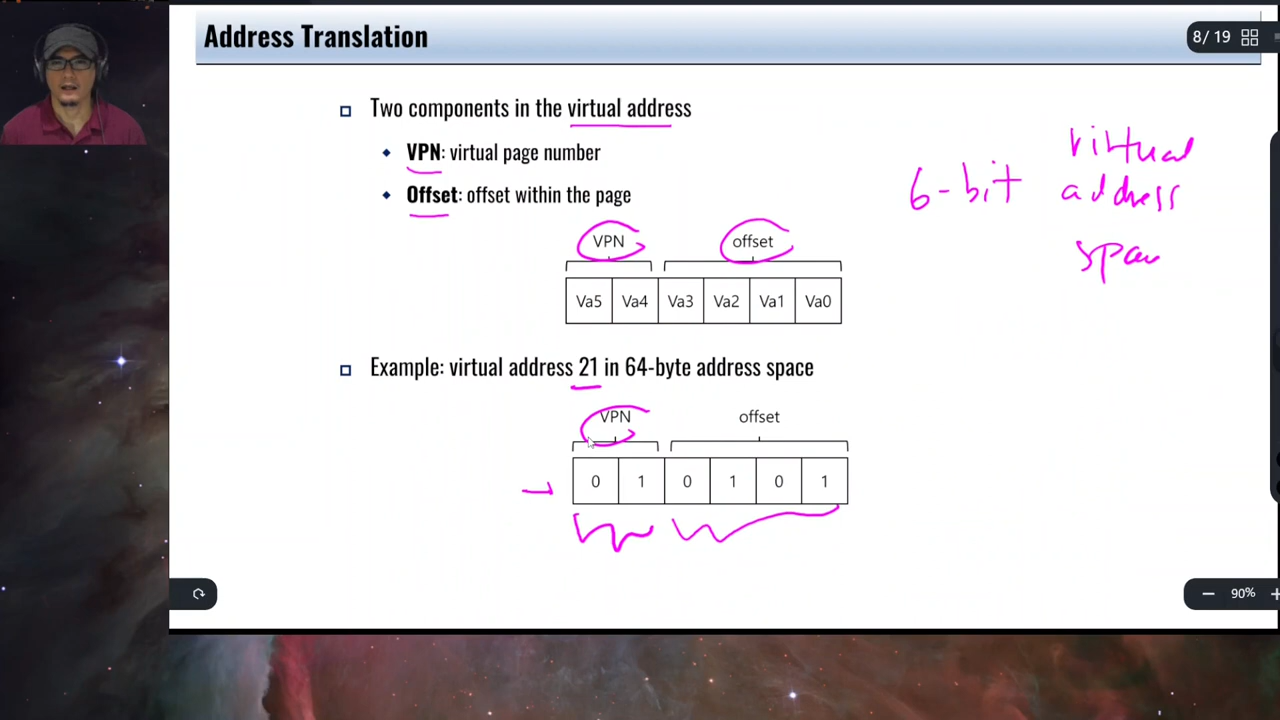 Address Translation
8 / 19
Two components in the virtual address
VPN: virtual page number
Offset: offset within the page
6-bit virtual address
VPN offset
Va5 Va4 Va3 Va2 Va1 Va0
Example: virtual address 21 in 64-byte address space
VPN offset
0 1 0 1 0 1
90%